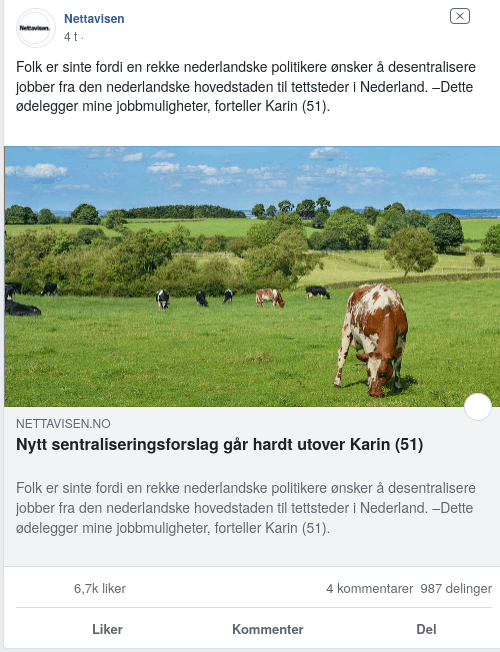 Nettavisen.
Nettavisen
4 t ·
Folk er sinte fordi en rekke nederlandske politikere ønsker å desentralisere
jobber fra den nederlandske hovedstaden til tettsteder i Nederland. –Dette
ødelegger mine jobbmuligheter, forteller Karin (51).
NETTAVISEN.NO
Nytt sentraliseringsforslag går hardt utover Karin (51)
Folk er sinte fordi en rekke nederlandske politikere ønsker å desentralisere
jobber fra den nederlandske hovedstaden til tettsteder i Nederland. –Dette
ødelegger mine jobbmuligheter, forteller Karin (51).
6,7k liker 4 kommentarer 987 delinger
Liker Kommenter Del